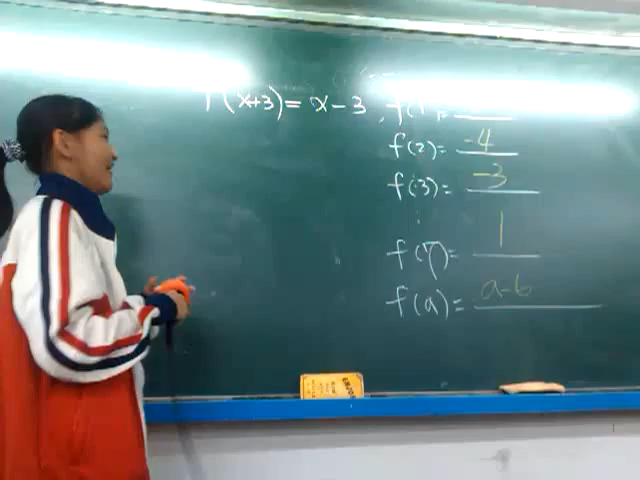 f(x+3)= x-3 , f(1)=
f(2)= -4
f(3)= -3
⋮
f(7)= 1
f(a)= a-6